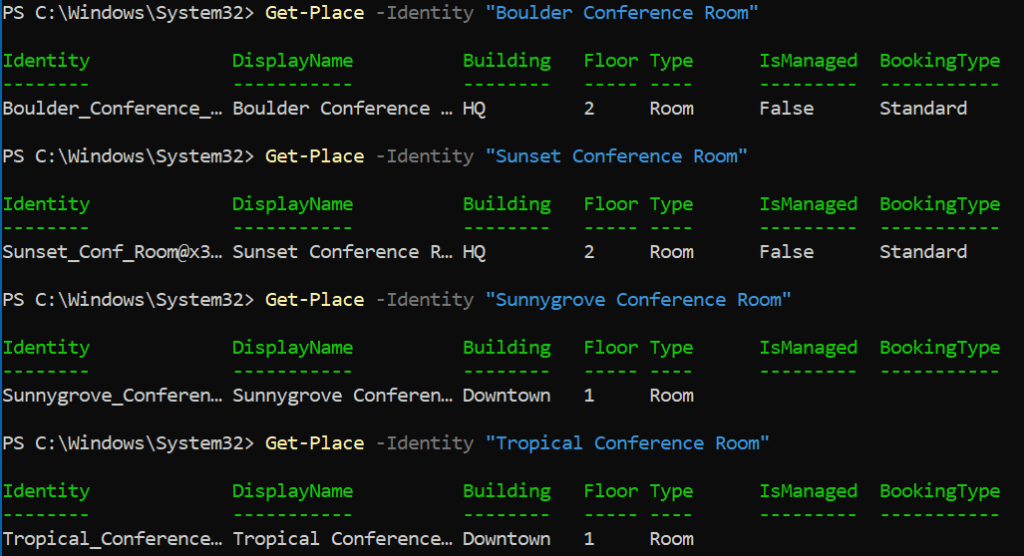 PS C:\Windows\System32> Get-Place -Identity "Boulder Conference Room"
Identity DisplayName Building Floor Type IsManaged BookingType
-------- ----------- -------- ----- ---- --------- -----------
Boulder_Conference_… Boulder Conference … HQ 2 Room False Standard
PS C:\Windows\System32> Get-Place -Identity "Sunset Conference Room"
Identity DisplayName Building Floor Type IsManaged BookingType
-------- ----------- -------- ----- ---- --------- -----------
Sunset_Conf_Room@x3… Sunset Conference R… HQ 2 Room False Standard
PS C:\Windows\System32> Get-Place -Identity "Sunnygrove Conference Room"
Identity DisplayName Building Floor Type IsManaged BookingType
-------- ----------- -------- ----- ---- --------- -----------
Sunnygrove_Conferen… Sunnygrove Conferen… Downtown 1 Room
PS C:\Windows\System32> Get-Place -Identity "Tropical Conference Room"
Identity DisplayName Building Floor Type IsManaged BookingType
-------- ----------- -------- ----- ---- --------- -----------
Tropical_Conference… Tropical Conference… Downtown 1 Room